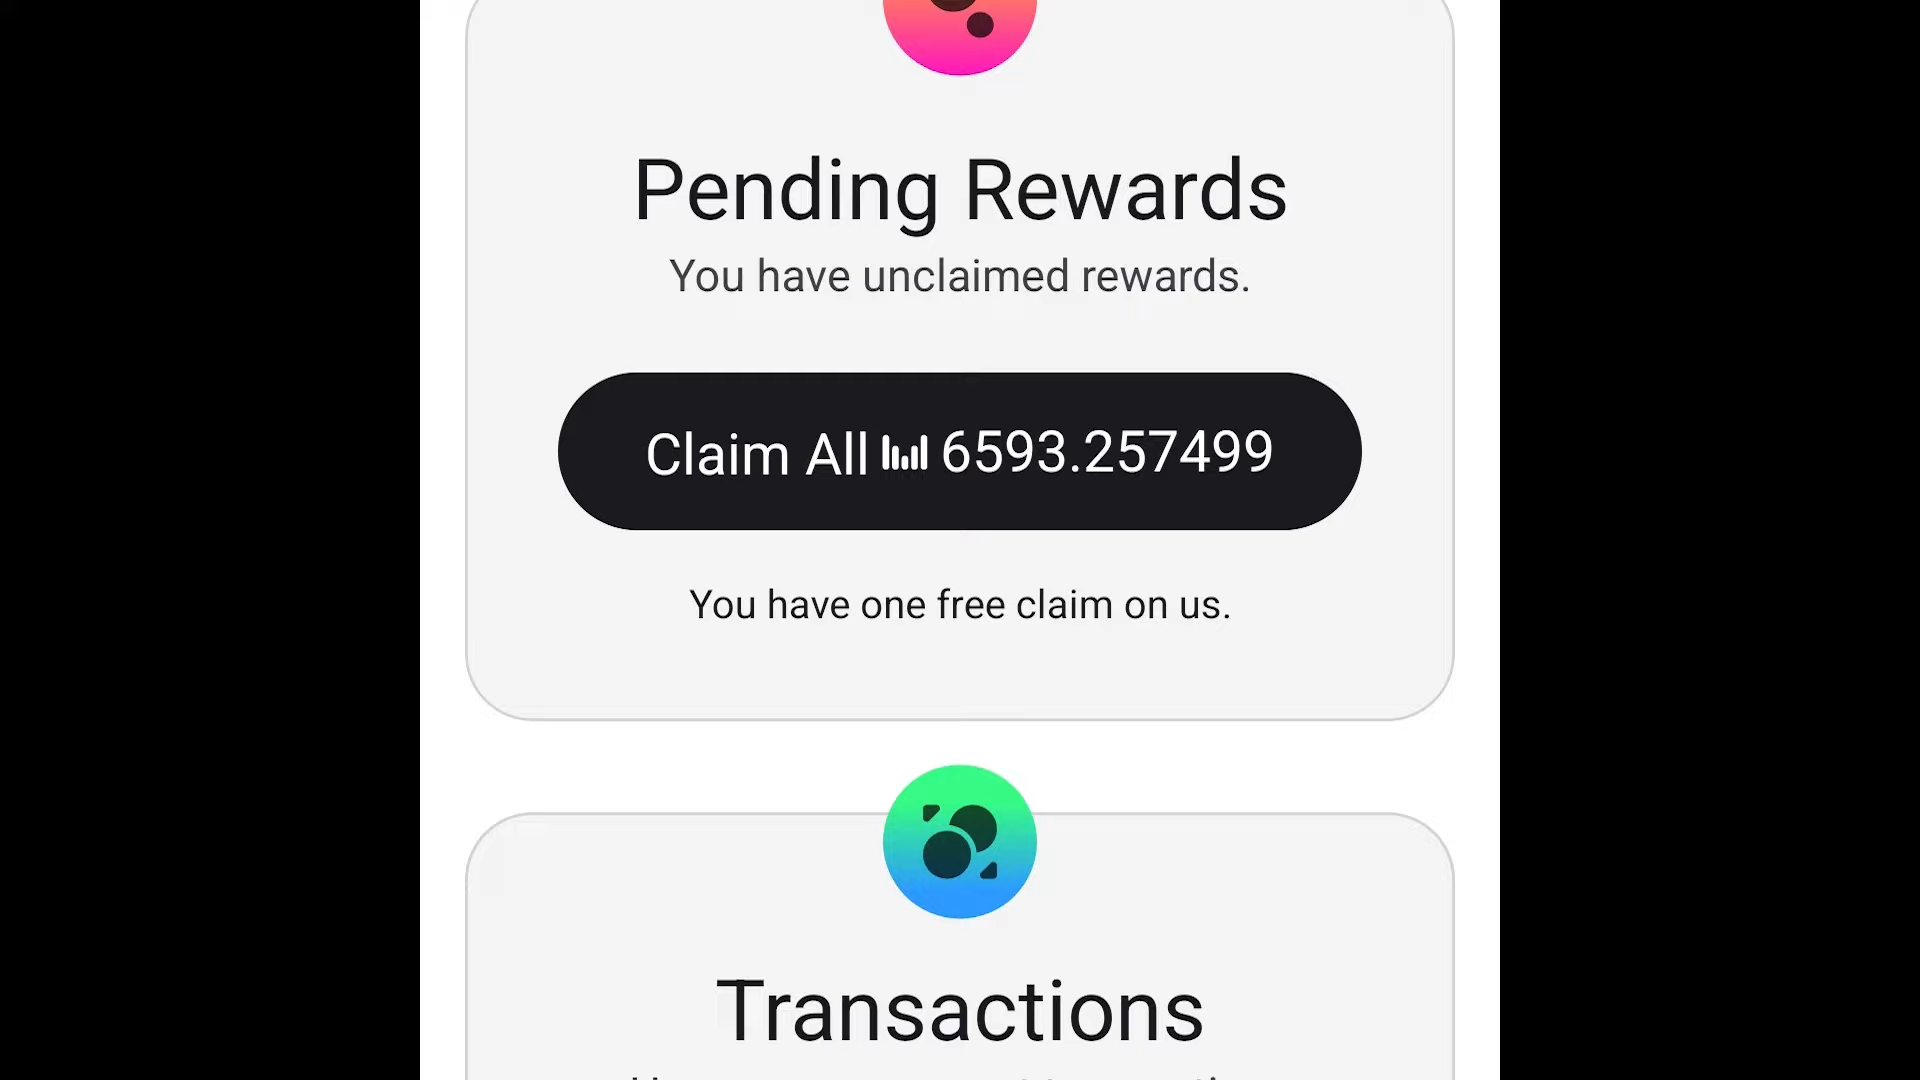 Pending Rewards
You have unclaimed rewards.
Claim All 6593.257499
You have one free claim on us.
Transactions